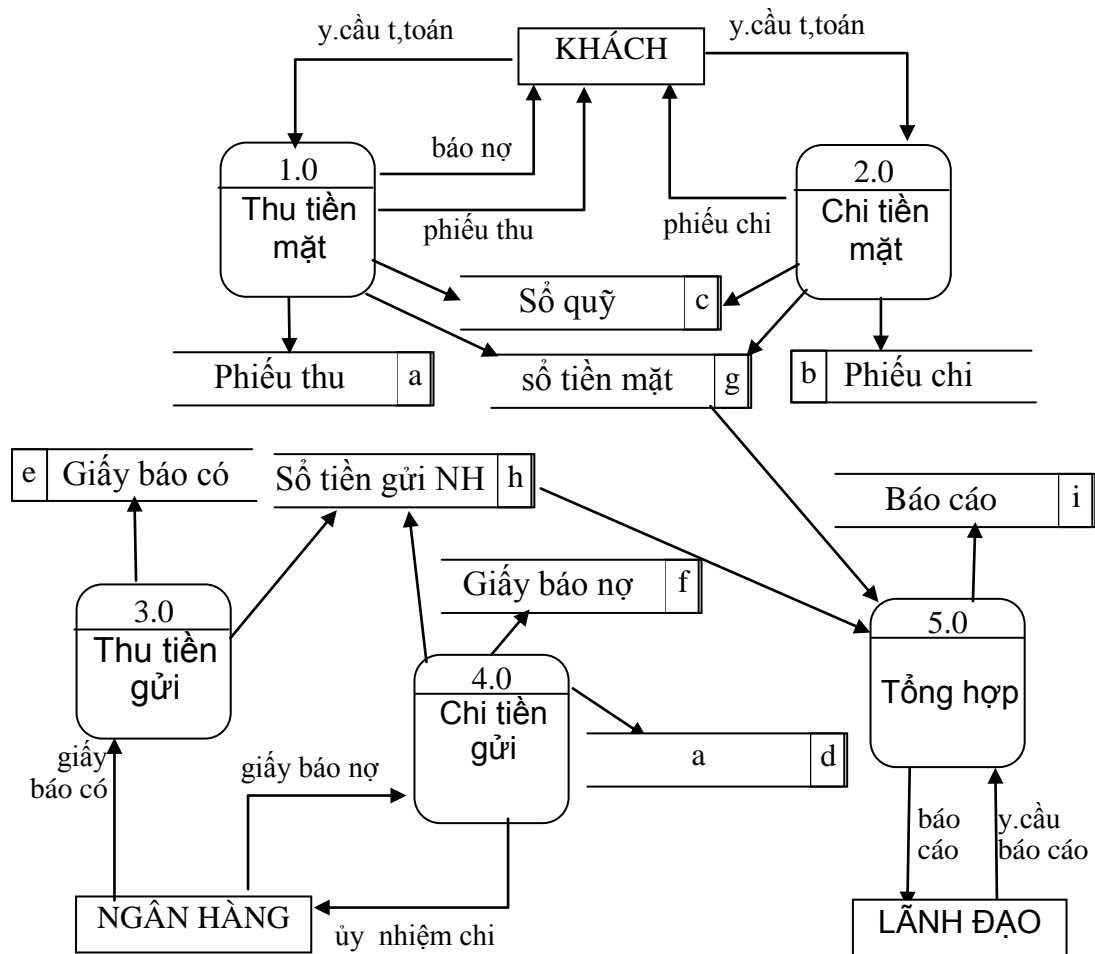 y.cầu t,toán
KHÁCH
y.cầu t,toán
báo nợ
1.0
Thu tiền
mặt
phiếu thu
phiếu chi
2.0
Chi tiền
mặt
Sổ quỹ c
Phiếu thu a
sổ tiền mặt g
b Phiếu chi
e Giấy báo có
Sổ tiền gửi NH h
Báo cáo i
Giấy báo nợ f
3.0
Thu tiền
gửi
4.0
Chi tiền
gửi
5.0
Tổng hợp
a d
giấy
báo có
giấy báo nợ
báo
cáo
y.cầu
báo cáo
NGÂN HÀNG
ủy nhiệm chi
LÃNH ĐẠO